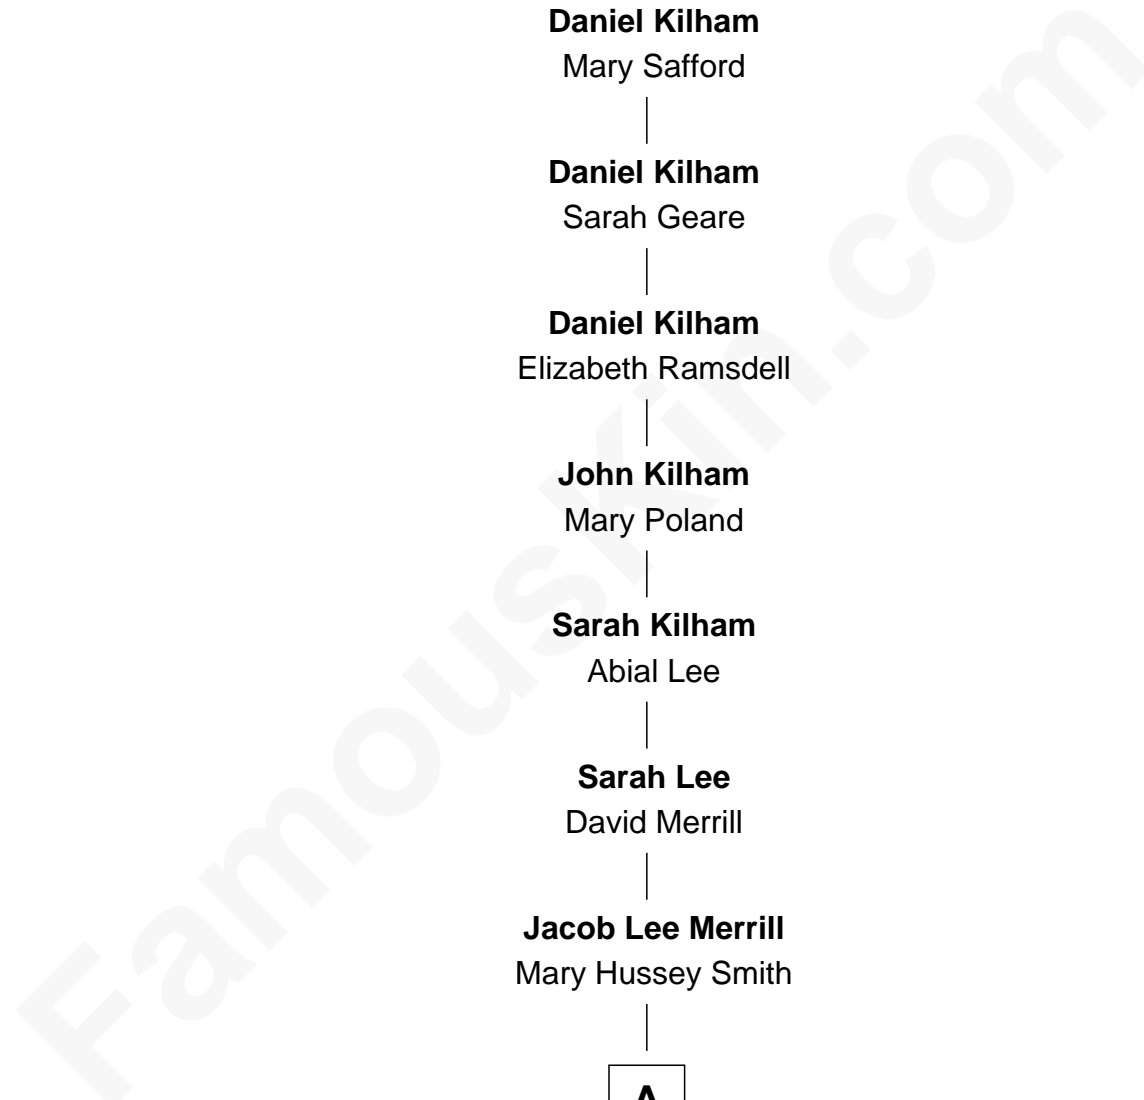 Daniel Kilham
Mary Safford
Daniel Kilham
Sarah Geare
Daniel Kilham
Elizabeth Ramsdell
John Kilham
Mary Poland
Sarah Kilham
Abial Lee
Sarah Lee
David Merrill
Jacob Lee Merrill
Mary Hussey Smith
A
FamousKin.com